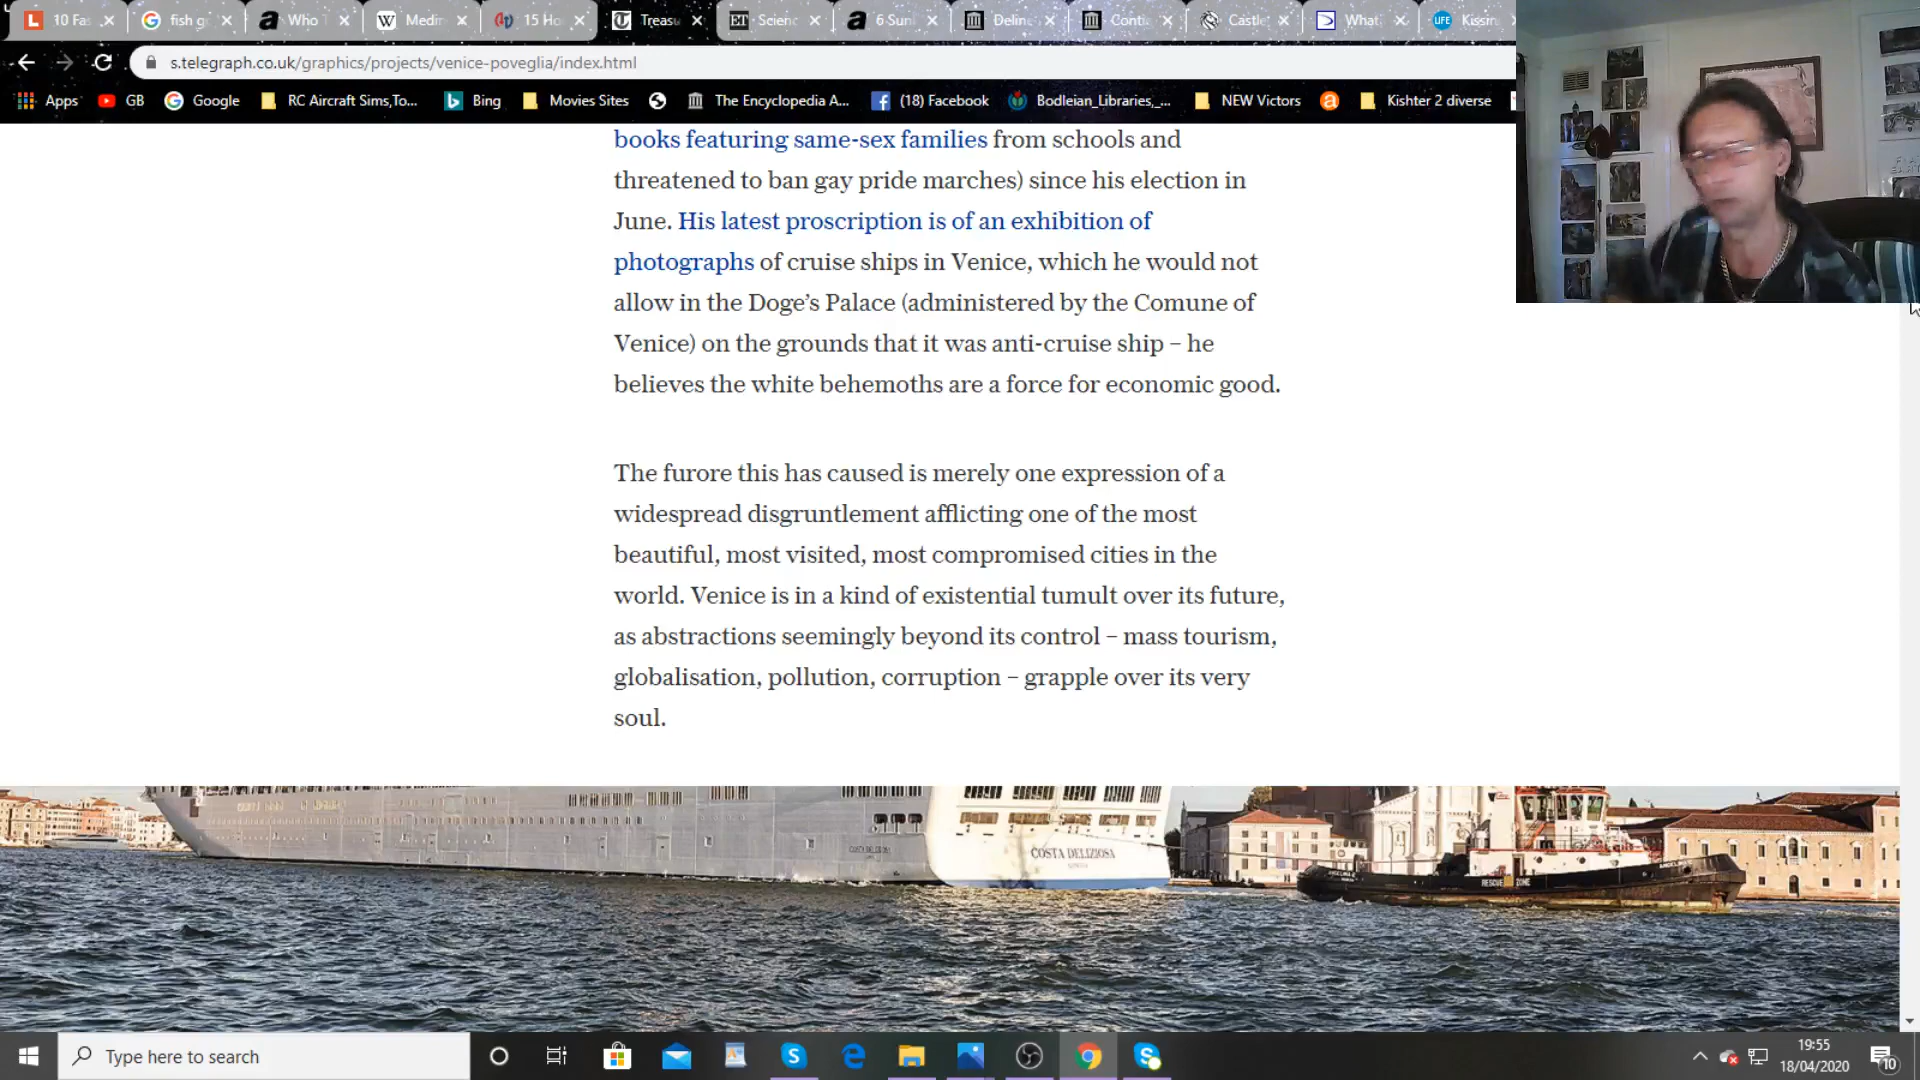 10 Fas
fish g
Who T
Medin
15 Ho
Treasu
Scienc
6 Sun
Delin
Conti
Castle
What
Kissin
s.telegraph.co.uk/graphics/projects/venice-poveglia/index.html
Apps
GB
Google
RC Aircraft Sims,To...
Bing
Movies Sites
The Encyclopedia A...
(18) Facebook
Bodleian_Libraries,_...
NEW Victors
Kishter 2 diverse
books featuring same-sex families from schools and
threatened to ban gay pride marches) since his election in
June. His latest proscription is of an exhibition of
photographs of cruise ships in Venice, which he would not
allow in the Doge’s Palace (administered by the Comune of
Venice) on the grounds that it was anti-cruise ship – he
believes the white behemoths are a force for economic good.
The furore this has caused is merely one expression of a
widespread disgruntlement afflicting one of the most
beautiful, most visited, most compromised cities in the
world. Venice is in a kind of existential tumult over its future,
as abstractions seemingly beyond its control – mass tourism,
globalisation, pollution, corruption – grapple over its very
soul.
COSTA DELIZIOSA
RESCUE ZONE
Type here to search
19:55
18/04/2020
10